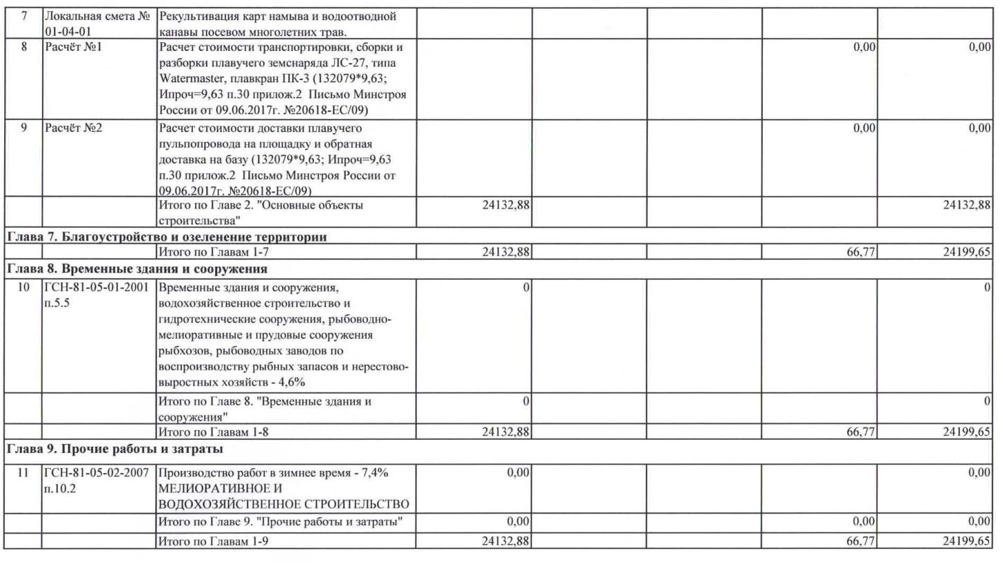 7 Локальная смета № Рекультивация карт намыва и водоотводной
01-04-01 канавы посевом многолетних трав.
8 Расчёт №1 Расчет стоимости транспортировки, сборки и 0,00 0,00
разборки плавучего земснаряда ЛС-27, типа
Watermaster, плавкран ПК-3 (132079*9,63;
Ипроч=9,63 п.30 прилож.2 Письмо Минстроя
России от 09.06.2017г. №20618-ЕС/09)
9 Расчёт №2 Расчет стоимости доставки плавучего 0,00 0,00
пульпопровода на площадку и обратная
доставка на базу (132079*9,63; Ипроч=9,63
п.30 прилож.2 Письмо Минстроя России от
09.06.2017г. №20618-ЕС/09)
Итого по Главе 2. "Основные объекты 24132,88 24132,88
строительства"
Глава 7. Благоустройство и озеленение территории
Итого по Главам 1-7 24132,88 66,77 24199,65
Глава 8. Временные здания и сооружения
10 ГСН-81-05-01-2001 Временные здания и сооружения, 0 0
п.5.5 водохозяйственное строительство и
гидротехнические сооружения, рыбоводно-
мелиоративные и прудовые сооружения
рыбхозов, рыбоводных заводов по
воспроизводству рыбных запасов и нерестово-
выростных хозяйств - 4,6%
Итого по Главе 8. "Временные здания и 0 0
сооружения"
Итого по Главам 1-8 24132,88 66,77 24199,65
Глава 9. Прочие работы и затраты
11 ГСН-81-05-02-2007 Производство работ в зимнее время - 7,4% 0,00 0,00
п.10.2 МЕЛИОРАТИВНОЕ И
ВОДОХОЗЯЙСТВЕННОЕ СТРОИТЕЛЬСТВО
Итого по Главе 9. "Прочие работы и затраты" 0,00 0,00 0,00
Итого по Главам 1-9 24132,88 66,77 24199,65